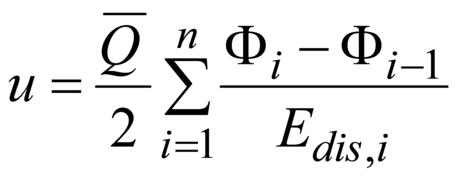 u = \frac{\overline{Q}}{2} \sum_{i=1}^{n} \frac{\Phi_i - \Phi_{i-1}}{E_{dis,i}}